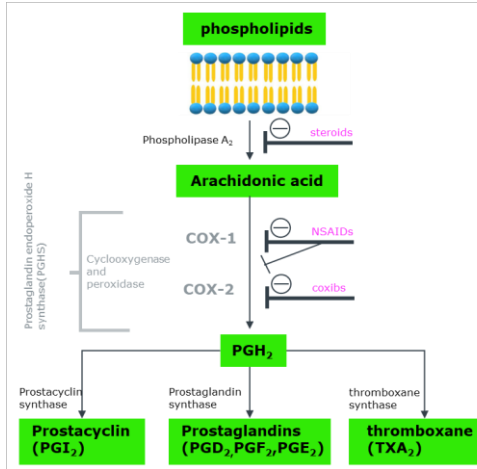 phospholipids
Phospholipase A₂
steroids
Arachidonic acid
Prostaglandin endoperoxide H
synthase(PGHS)
Cyclooxygenase
and
peroxidase
COX-1
NSAIDs
COX-2
coxibs
PGH₂
Prostacyclin
synthase
Prostaglandin
synthase
thromboxane
synthase
Prostacyclin
(PGI₂)
Prostaglandins
(PGD₂,PGF₂,PGE₂)
thromboxane
(TXA₂)